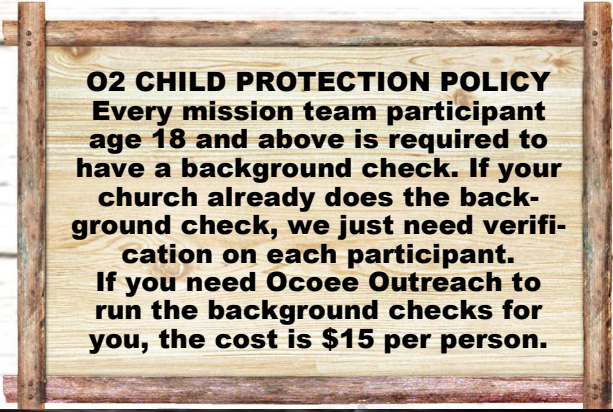 O2 CHILD PROTECTION POLICY
Every mission team participant
age 18 and above is required to
have a background check. If your
church already does the back-
ground check, we just need verifi-
cation on each participant.
If you need Ocoee Outreach to
run the background checks for
you, the cost is $15 per person.